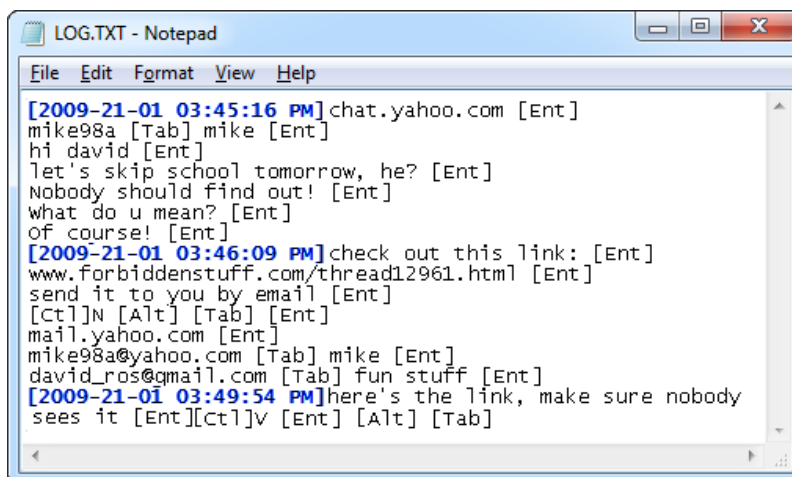 LOG.TXT - Notepad
File Edit Format View Help
[2009-21-01 03:45:16 PM]chat.yahoo.com [Ent]
mike98a [Tab] mike [Ent]
hi david [Ent]
let's skip school tomorrow, he? [Ent]
Nobody should find out! [Ent]
What do u mean? [Ent]
Of course! [Ent]
[2009-21-01 03:46:09 PM]check out this link: [Ent]
www.forbiddenstuff.com/thread12961.html [Ent]
send it to you by email [Ent]
[Ctl]N [Alt] [Tab] [Ent]
mail.yahoo.com [Ent]
mike98a@yahoo.com [Tab] mike [Ent]
david_ros@gmail.com [Tab] fun stuff [Ent]
[2009-21-01 03:49:54 PM]here's the link, make sure nobody
sees it [Ent][Ctl]V [Ent] [Alt] [Tab]